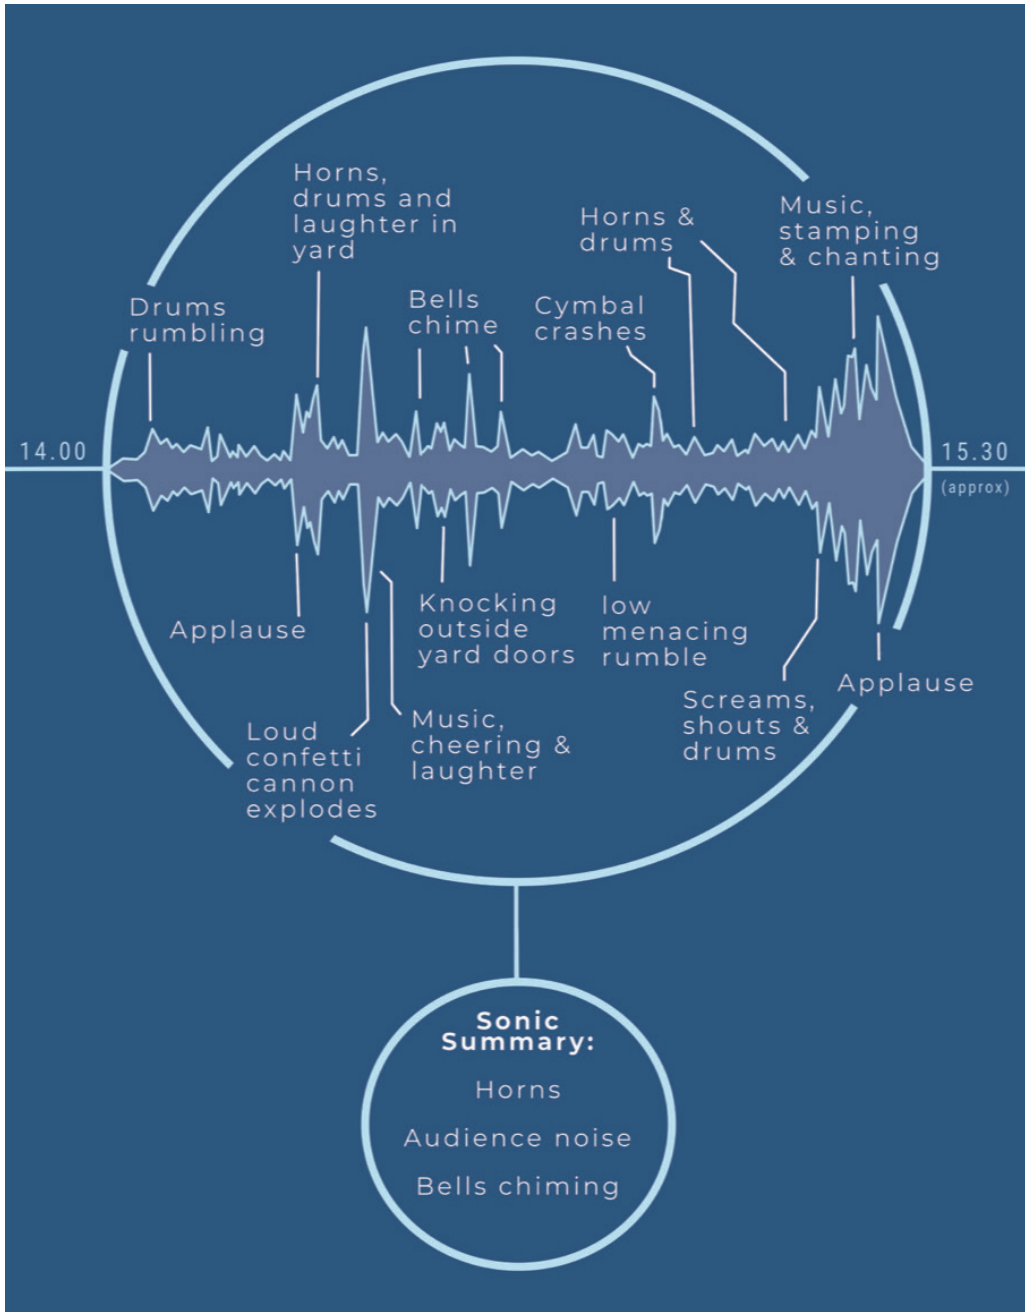 Horns,
drums and
laughter in
yard
Music,
stamping
& chanting
Horns &
drums
Drums
rumbling
Bells
chime
Cymbal
crashes
14.00
15.30
(approx)
Applause
Knocking
outside
yard doors
low
menacing
rumble
Screams,
shouts &
drums
Applause
Loud
confetti
cannon
explodes
Music,
cheering &
laughter
Sonic
Summary:
Horns
Audience noise
Bells chiming